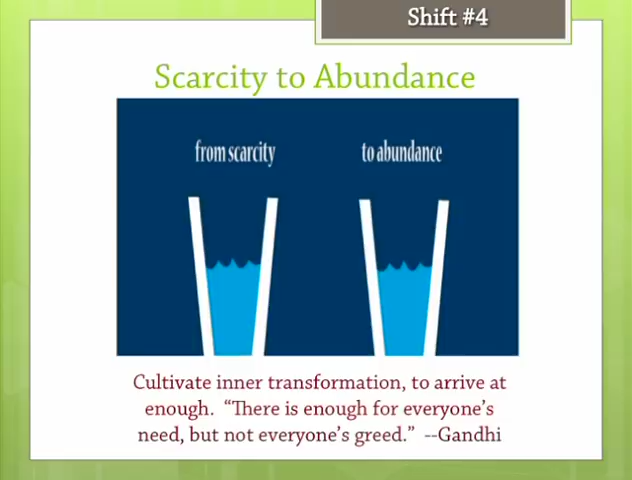 Shift #4
Scarcity to Abundance
from scarcity
to abundance
Cultivate inner transformation, to arrive at
enough.  “There is enough for everyone’s
need, but not everyone’s greed.”  --Gandhi